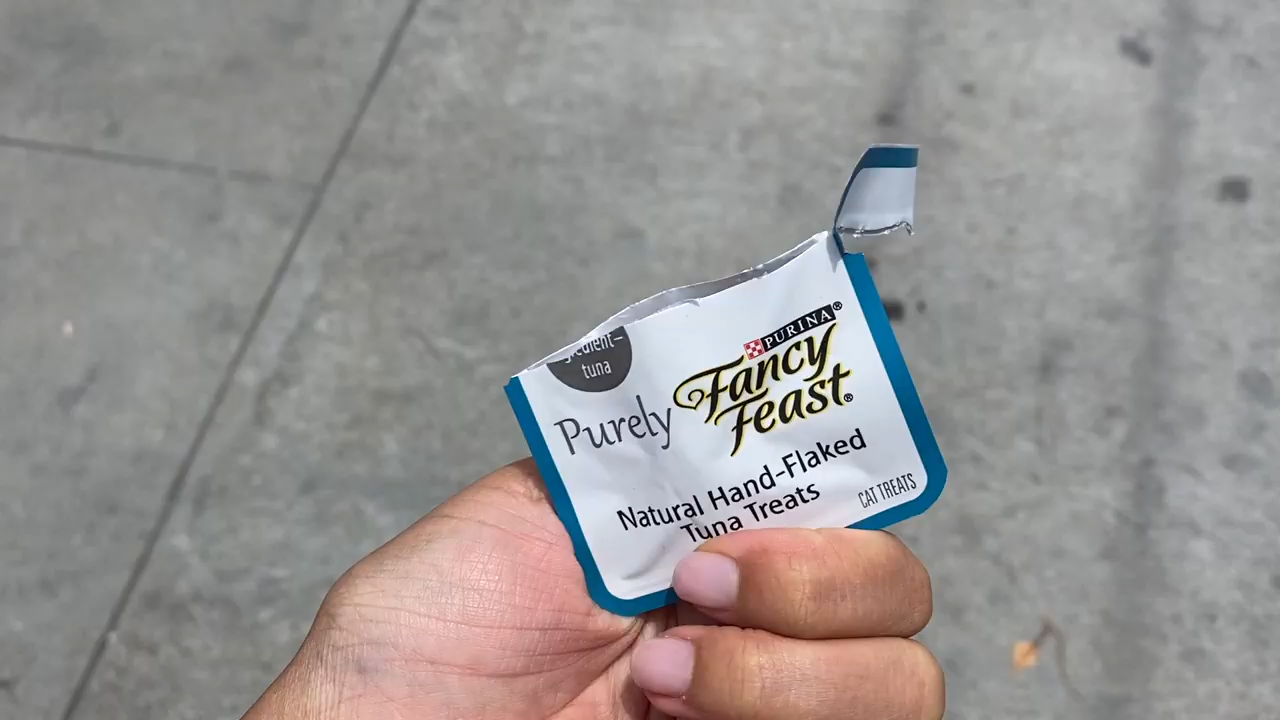 tuna
PURINA®
Purely Fancy
Feast®
Natural Hand-Flaked
Tuna Treats
CAT TREATS